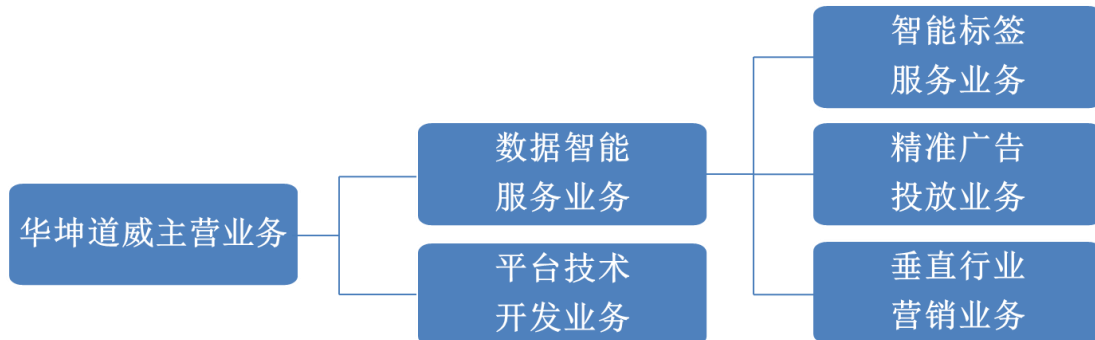 华坤道威主营业务
数据智能
服务业务
平台技术
开发业务
智能标签
服务业务
精准广告
投放业务
垂直行业
营销业务